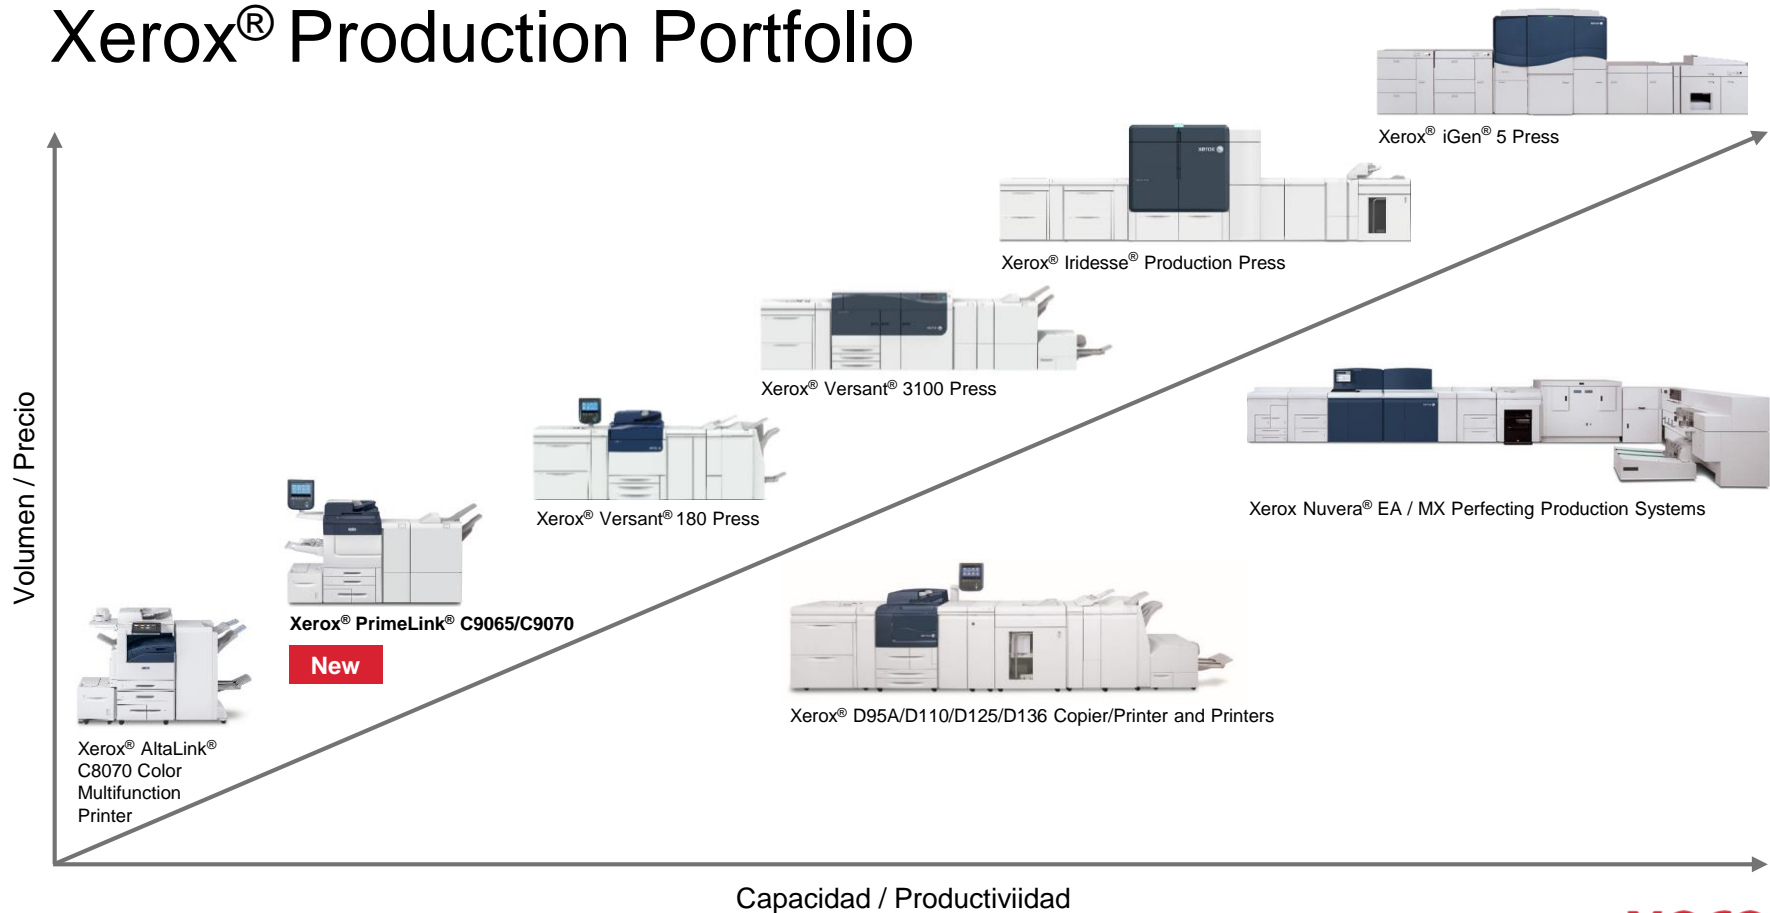 Xerox® Production Portfolio
Xerox® iGen® 5 Press
Xerox® Iridesse® Production Press
Xerox® Versant® 3100 Press
Volumen / Precio
Xerox Nuvera® EA / MX Perfecting Production Systems
Xerox® Versant® 180 Press
Xerox® PrimeLink® C9065/C9070
New
Xerox® D95A/D110/D125/D136 Copier/Printer and Printers
Xerox® AltaLink®
C8070 Color
Multifunction
Printer
Capacidad / Productiviidad